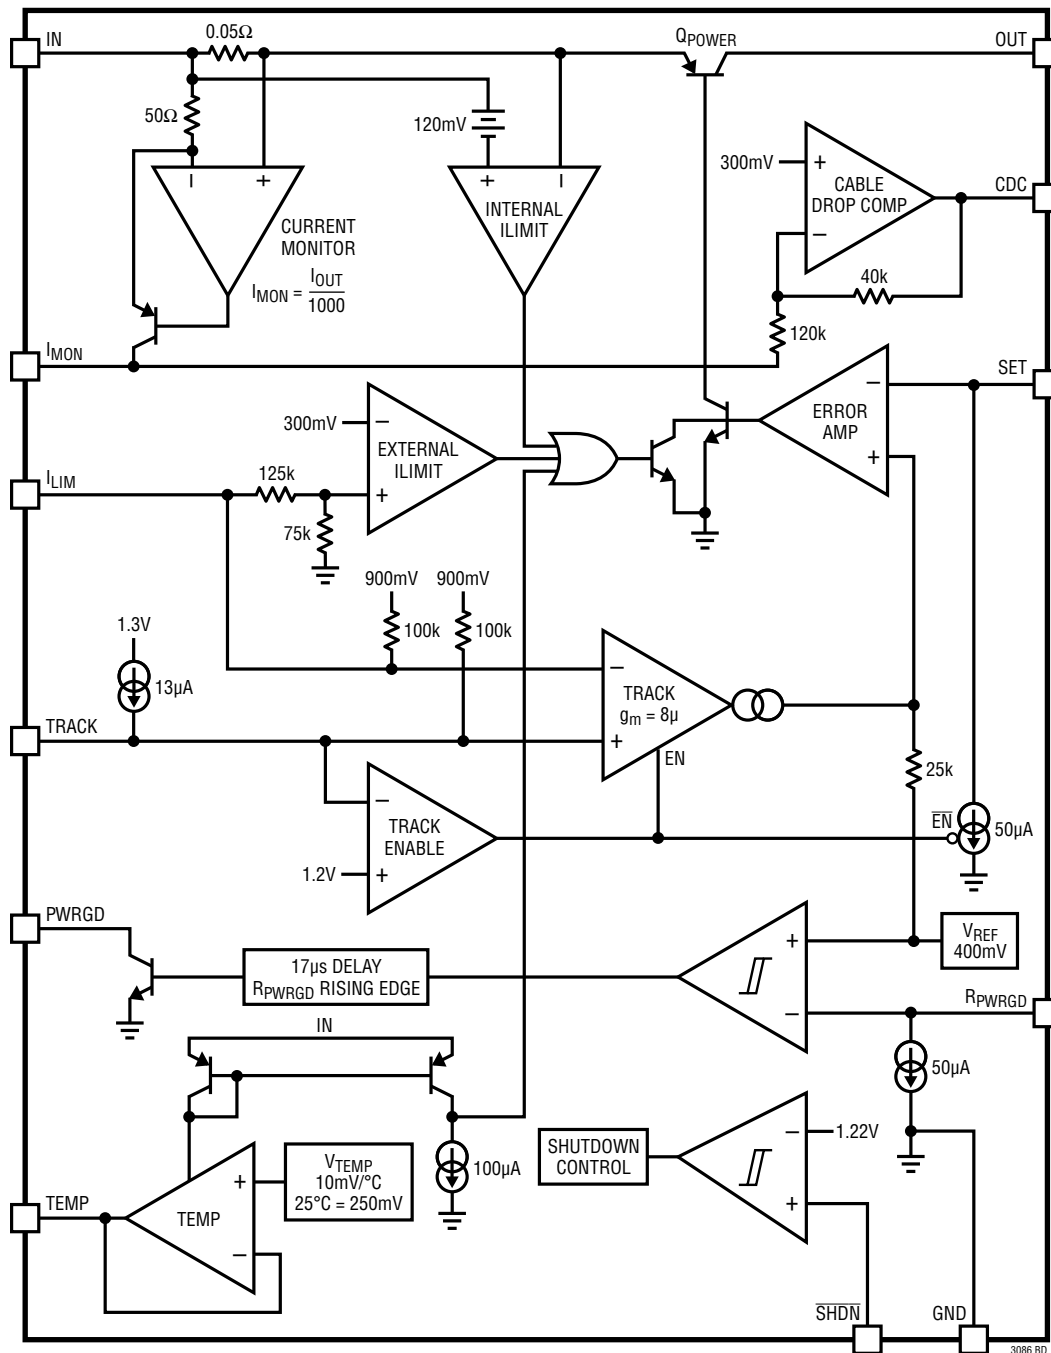 IN
0.05Ω
QPOWER
OUT
50Ω
120mV
300mV
+
CABLE
DROP COMP
–
CDC
–
+
+
–
CURRENT
MONITOR
INTERNAL
ILIMIT
IMON = IOUT
1000
40k
120k
IMON
SET
300mV
–
EXTERNAL
ILIMIT
+
–
ERROR
AMP
+
ILIM
125k
75k
900mV
900mV
100k
100k
1.3V
13µA
–
TRACK
gm = 8µ
+
EN
TRACK
25k
–
TRACK
ENABLE
+
1.2V
EN
50µA
PWRGD
17µs DELAY
RPWRGD RISING EDGE
+
–
VREF
400mV
RPWRGD
IN
50µA
100µA
SHUTDOWN
CONTROL
–
1.22V
+
VTEMP
10mV/°C
25°C = 250mV
+
TEMP
–
TEMP
SHDN
GND
3086 BD